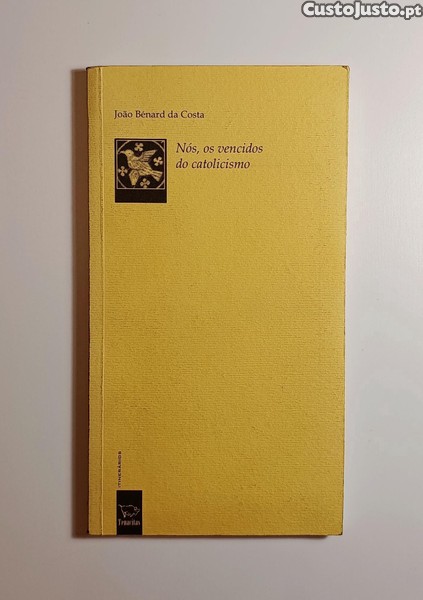 CustoJusto.pt
João Bénard da Costa
Nós, os vencidos
do catolicismo
ITINERÁRIOS
Tenacitas